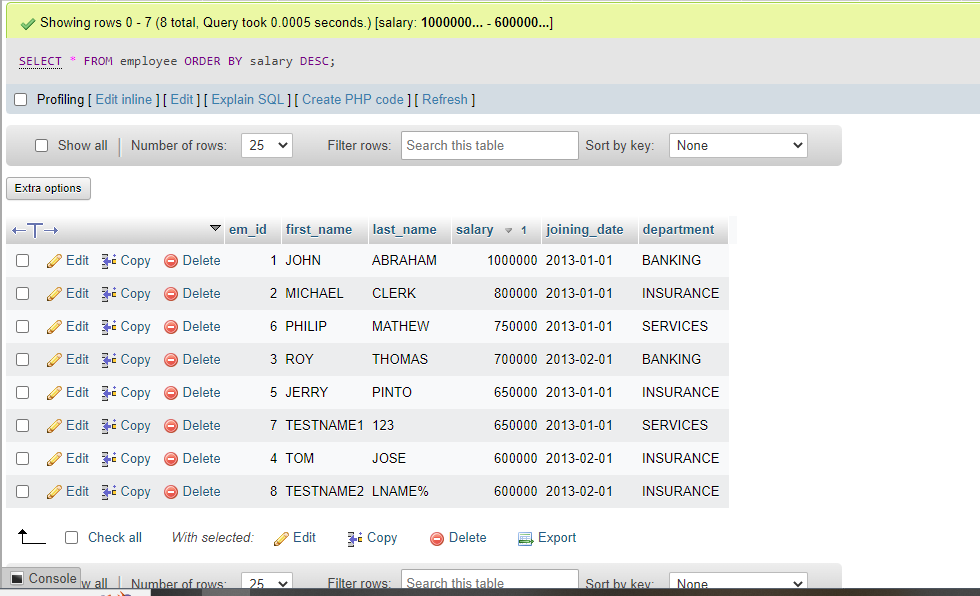 Showing rows 0 - 7 (8 total, Query took 0.0005 seconds.) [salary: 1000000... - 600000...]
SELECT * FROM employee ORDER BY salary DESC;
Profiling [ Edit inline ] [ Edit ] [ Explain SQL ] [ Create PHP code ] [ Refresh ]
Show all Number of rows: 25 Filter rows: Search this table Sort by key: None
Extra options
em_id first_name last_name salary 1 joining_date department
Edit Copy Delete 1 JOHN ABRAHAM 1000000 2013-01-01 BANKING
Edit Copy Delete 2 MICHAEL CLERK 800000 2013-01-01 INSURANCE
Edit Copy Delete 6 PHILIP MATHEW 750000 2013-01-01 SERVICES
Edit Copy Delete 3 ROY THOMAS 700000 2013-02-01 BANKING
Edit Copy Delete 5 JERRY PINTO 650000 2013-01-01 INSURANCE
Edit Copy Delete 7 TESTNAME1 123 650000 2013-01-01 SERVICES
Edit Copy Delete 4 TOM JOSE 600000 2013-02-01 INSURANCE
Edit Copy Delete 8 TESTNAME2 LNAME% 600000 2013-02-01 INSURANCE
Check all With selected: Edit Copy Delete Export
Console w all Number of rows: 25 Filter rows: Search this table Sort by key: None